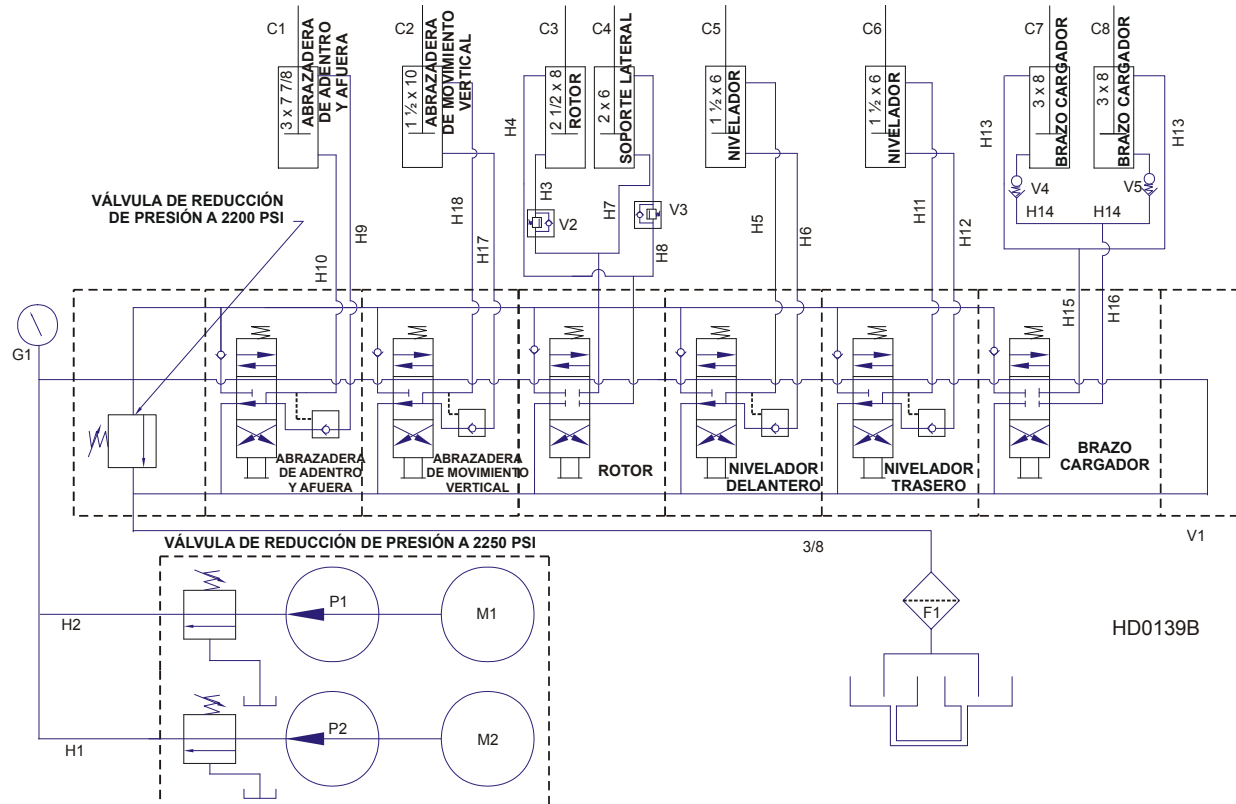 C1
C2
C3
C4
C5
C6
C7
C8
3 x 7 7/8
ABRAZADERA
DE ADENTRO
Y AFUERA
1 ½ x 10
ABRAZADERA
DE MOVIMIENTO
VERTICAL
2 1/2 x 8
ROTOR
2 x 6
SOPORTE LATERAL
1 ½ x 6
NIVELADOR
1 ½ x 6
NIVELADOR
3 x 8
BRAZO CARGADOR
3 x 8
BRAZO CARGADOR
H4
H13
H13
H3
H7
V2
V3
V4
V5
H14
H14
VÁLVULA DE REDUCCIÓN
DE PRESIÓN A 2200 PSI
H10
H9
H18
H17
H8
H5
H6
H11
H12
H15
H16
G1
ABRAZADERA
DE ADENTRO
Y AFUERA
ABRAZADERA
DE MOVIMIENTO
VERTICAL
ROTOR
NIVELADOR
DELANTERO
NIVELADOR
TRASERO
BRAZO
CARGADOR
V1
VÁLVULA DE REDUCCIÓN DE PRESIÓN A 2250 PSI
3/8
P1
M1
H2
F1
HD0139B
P2
M2
H1